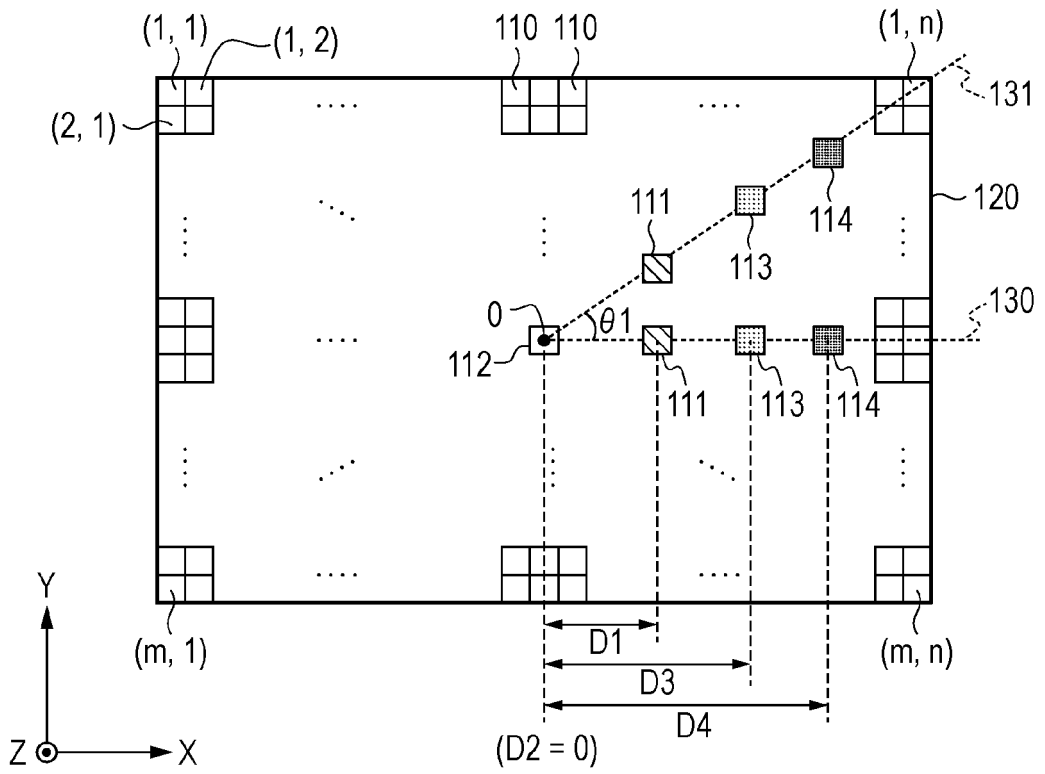 (1, 1)
(1, 2)
110
110
(1, n)
131
(2, 1)
111
113
114
120
130
0
θ1
112
111
113
114
Y
(m, 1)
D1
(m, n)
D3
D4
Z
X
(D2 = 0)